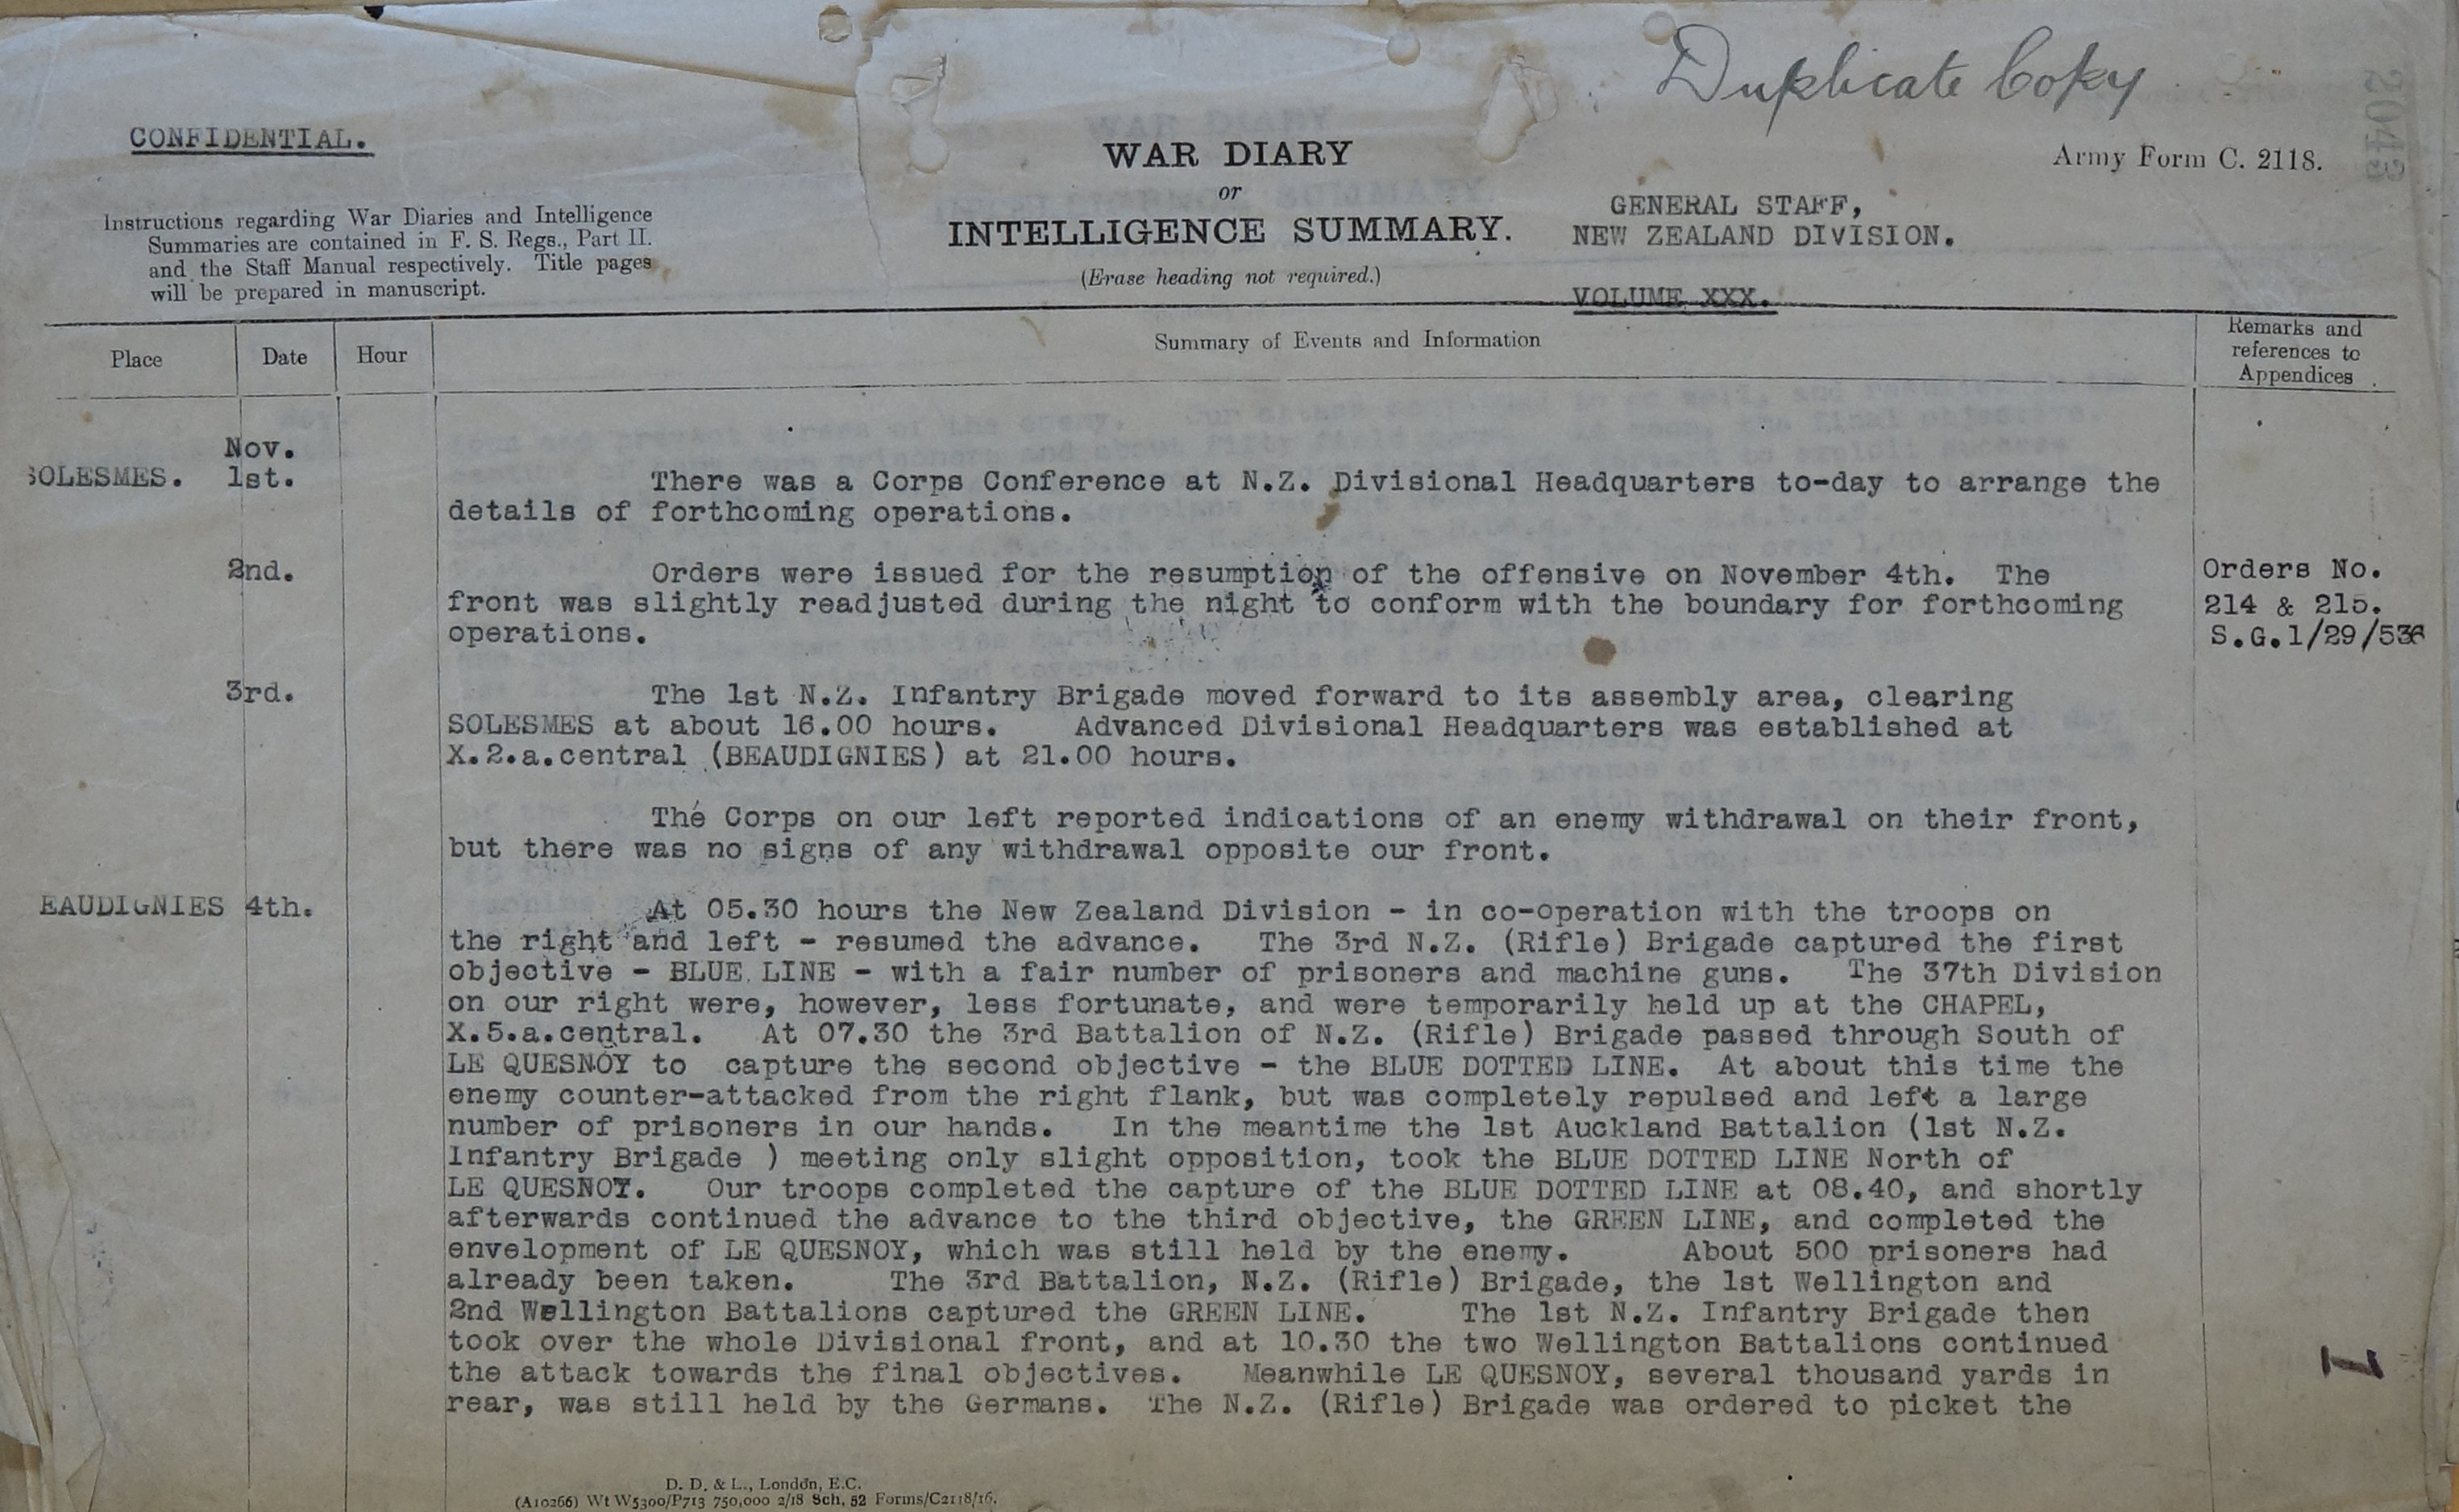 Duplicate Copy
2043
CONFIDENTIAL.
WAR DIARY
or
INTELLIGENCE SUMMARY.
(Erase heading not required.)
Army Form C. 2118.
GENERAL STAFF,
NEW ZEALAND DIVISION.
VOLUME XXX.
Instructions regarding War Diaries and Intelligence
Summaries are contained in F. S. Regs., Part II.
and the Staff Manual respectively. Title pages
will be prepared in manuscript.
Place Date Hour Summary of Events and Information Remarks and references to Appendices
Nov.
SOLESMES. 1st. There was a Corps Conference at N.Z. Divisional Headquarters to-day to arrange the
details of forthcoming operations.
2nd. Orders were issued for the resumption of the offensive on November 4th. The Orders No.
front was slightly readjusted during the night to conform with the boundary for forthcoming 214 & 215.
operations. S.G.1/29/536
3rd. The 1st N.Z. Infantry Brigade moved forward to its assembly area, clearing
SOLESMES at about 16.00 hours. Advanced Divisional Headquarters was established at
X.2.a.central (BEAUDIGNIES) at 21.00 hours.
The Corps on our left reported indications of an enemy withdrawal on their front,
but there was no signs of any withdrawal opposite our front.
EAUDIGNIES 4th. At 05.30 hours the New Zealand Division - in co-operation with the troops on
the right and left - resumed the advance. The 3rd N.Z. (Rifle) Brigade captured the first
objective - BLUE LINE - with a fair number of prisoners and machine guns. The 37th Division
on our right were, however, less fortunate, and were temporarily held up at the CHAPEL,
X.5.a.central. At 07.30 the 3rd Battalion of N.Z. (Rifle) Brigade passed through South of
LE QUESNOY to capture the second objective - the BLUE DOTTED LINE. At about this time the
enemy counter-attacked from the right flank, but was completely repulsed and left a large
number of prisoners in our hands. In the meantime the 1st Auckland Battalion (1st N.Z.
Infantry Brigade ) meeting only slight opposition, took the BLUE DOTTED LINE North of
LE QUESNOY. Our troops completed the capture of the BLUE DOTTED LINE at 08.40, and shortly
afterwards continued the advance to the third objective, the GREEN LINE, and completed the
envelopment of LE QUESNOY, which was still held by the enemy. About 500 prisoners had
already been taken. The 3rd Battalion, N.Z. (Rifle) Brigade, the 1st Wellington and
2nd Wellington Battalions captured the GREEN LINE. The 1st N.Z. Infantry Brigade then
took over the whole Divisional front, and at 10.30 the two Wellington Battalions continued
the attack towards the final objectives. Meanwhile LE QUESNOY, several thousand yards in
rear, was still held by the Germans. The N.Z. (Rifle) Brigade was ordered to picket the
1
D. D. & L., London, E.C.
(A10266) Wt W5300/P713 750,000 2/18 Sch. 52 Forms/C2118/16.